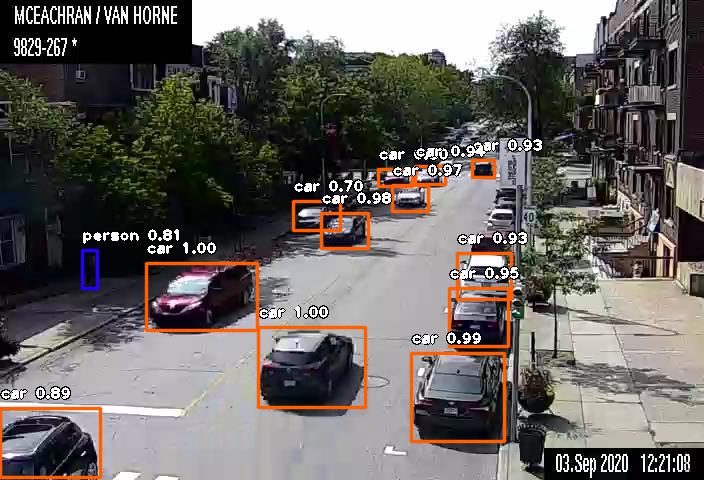 MCEACHRAN / VAN HORNE
9829-267 *
car 0.93
car 0.97
car 0.70
car 0.98
person 0.81
car 1.00
car 0.93
car 0.95
car 1.00
car 0.99
car 0.89
40
03.Sep 2020 12:21:08